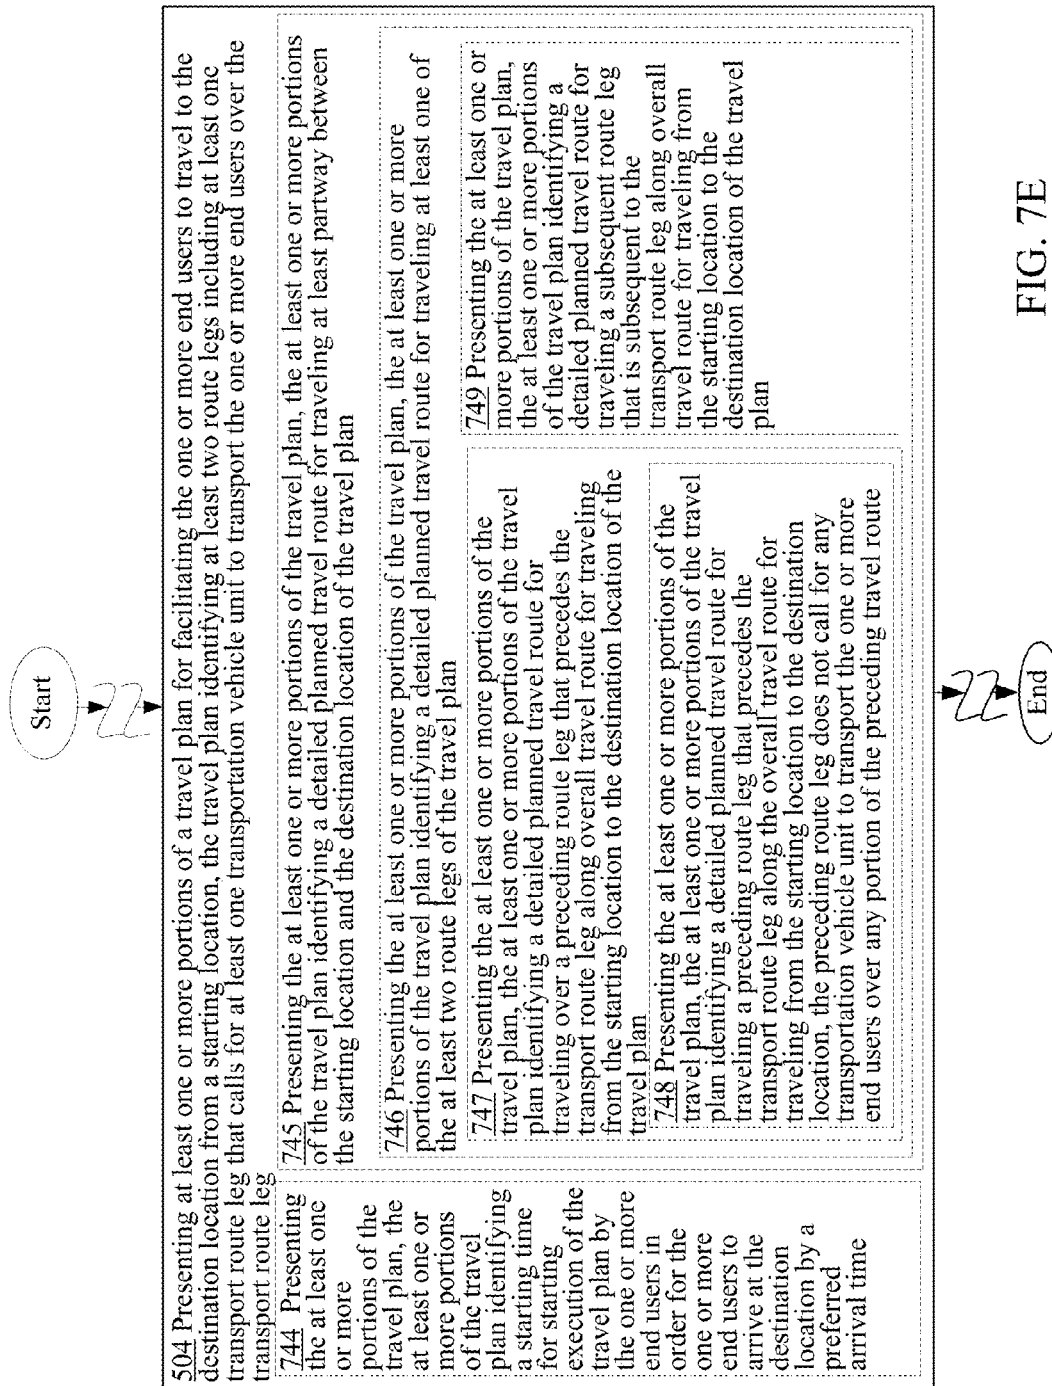 Start
504 Presenting at least one or more portions of a travel plan for facilitating the one or more end users to travel to the
destination location from a starting location, the travel plan identifying at least two route legs including at least one
transport route leg that calls for at least one transportation vehicle unit to transport the one or more end users over the
transport route leg
744 Presenting
the at least one
or more
portions of the
travel plan, the
at least one or
more portions
of the travel
plan identifying
a starting time
for starting
execution of the
travel plan by
the one or more
end users in
order for the
one or more
end users to
arrive at the
destination
location by a
preferred
arrival time
745 Presenting the at least one or more portions of the travel plan, the at least one or more portions
of the travel plan identifying a detailed planned travel route for traveling at least partway between
the starting location and the destination location of the travel plan
746 Presenting the at least one or more portions of the travel plan, the at least one or more
portions of the travel plan identifying a detailed planned travel route for traveling at least one of
the at least two route legs of the travel plan
747 Presenting the at least one or more portions of the
travel plan, the at least one or more portions of the travel
plan identifying a detailed planned travel route for
traveling over a preceding route leg that precedes the
transport route leg along overall travel route for traveling
from the starting location to the destination location of the
travel plan
748 Presenting the at least one or more portions of the
travel plan, the at least one or more portions of the travel
plan identifying a detailed planned travel route for
traveling a preceding route leg that precedes the
transport route leg along the overall travel route for
traveling from the starting location to the destination
location, the preceding route leg does not call for any
transportation vehicle unit to transport the one or more
end users over any portion of the preceding travel route
749 Presenting the at least one or
more portions of the travel plan,
the at least one or more portions
of the travel plan identifying a
detailed planned travel route for
traveling a subsequent route leg
that is subsequent to the
transport route leg along overall
travel route for traveling from
the starting location to the
destination location of the travel
plan
End
FIG. 7E